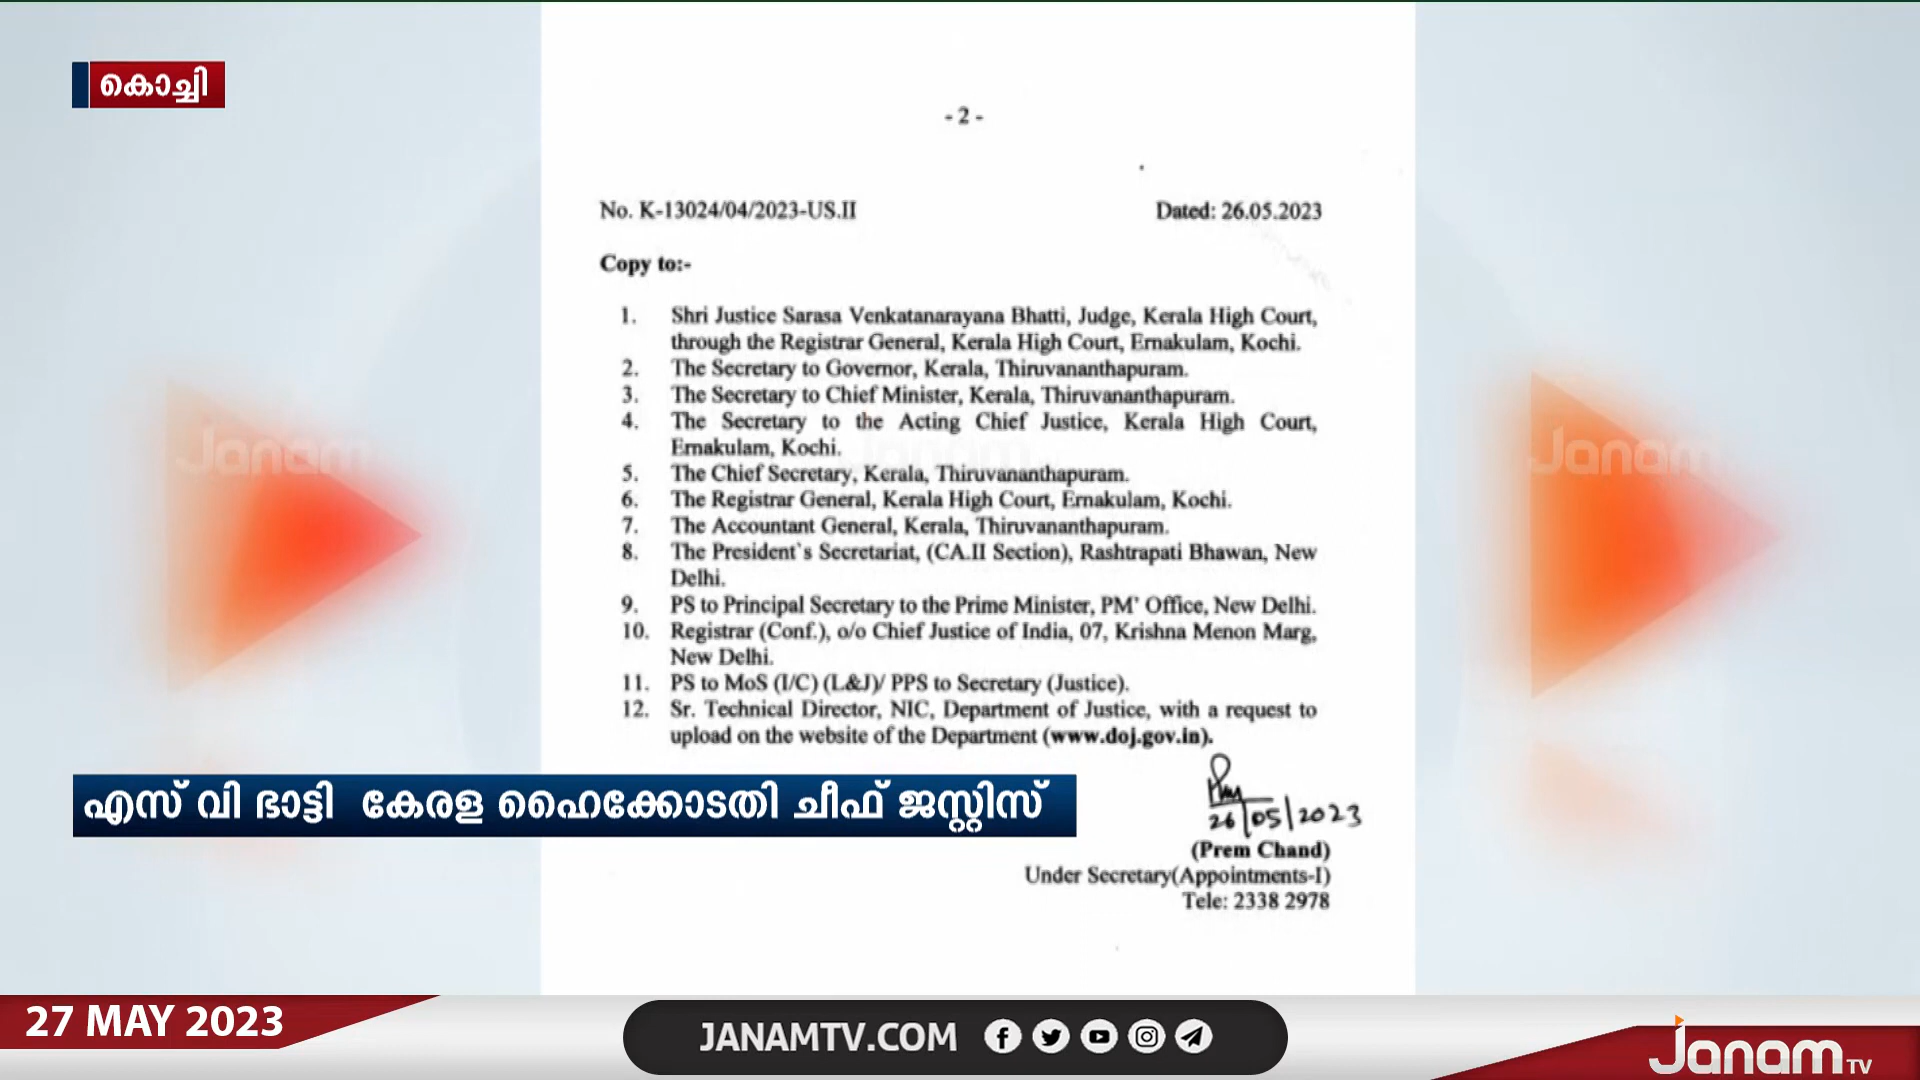 കൊച്ചി
- 2 -
No. K-13024/04/2023-US.II Dated: 26.05.2023
Copy to:-
1. Shri Justice Sarasa Venkatanarayana Bhatti, Judge, Kerala High Court,
through the Registrar General, Kerala High Court, Ernakulam, Kochi.
2. The Secretary to Governor, Kerala, Thiruvananthapuram.
3. The Secretary to Chief Minister, Kerala, Thiruvananthapuram.
4. The Secretary to the Acting Chief Justice, Kerala High Court,
Ernakulam, Kochi.
5. The Chief Secretary, Kerala, Thiruvananthapuram.
6. The Registrar General, Kerala High Court, Ernakulam, Kochi.
7. The Accountant General, Kerala, Thiruvananthapuram.
8. The President`s Secretariat, (CA.II Section), Rashtrapati Bhawan, New
Delhi.
9. PS to Principal Secretary to the Prime Minister, PM' Office, New Delhi.
10. Registrar (Conf.), o/o Chief Justice of India, 07, Krishna Menon Marg,
New Delhi.
11. PS to MoS (I/C) (L&J)/ PPS to Secretary (Justice).
12. Sr. Technical Director, NIC, Department of Justice, with a request to
upload on the website of the Department (www.doj.gov.in).
26/05/2023
(Prem Chand)
Under Secretary(Appointments-I)
Tele: 2338 2978
എസ് വി ഭാട്ടി കേരള ഹൈക്കോടതി ചീഫ് ജസ്റ്റിസ്
Janam
Janam
Janam
27 MAY 2023
JANAMTV.COM
Janam TV